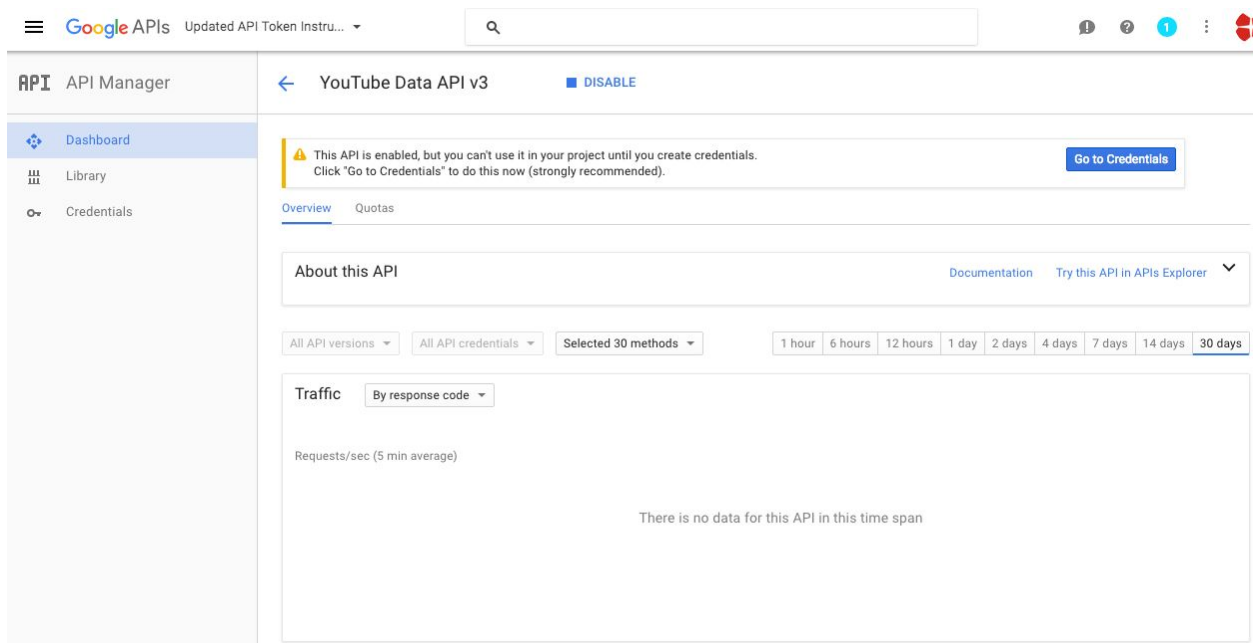 Google APIs Updated API Token Instru... 1
API API Manager
YouTube Data API v3 DISABLE
Dashboard
Library
Credentials
This API is enabled, but you can't use it in your project until you create credentials.
Click "Go to Credentials" to do this now (strongly recommended).
Go to Credentials
Overview Quotas
About this API Documentation Try this API in APIs Explorer
All API versions All API credentials Selected 30 methods 1 hour 6 hours 12 hours 1 day 2 days 4 days 7 days 14 days 30 days
Traffic By response code
Requests/sec (5 min average)
There is no data for this API in this time span